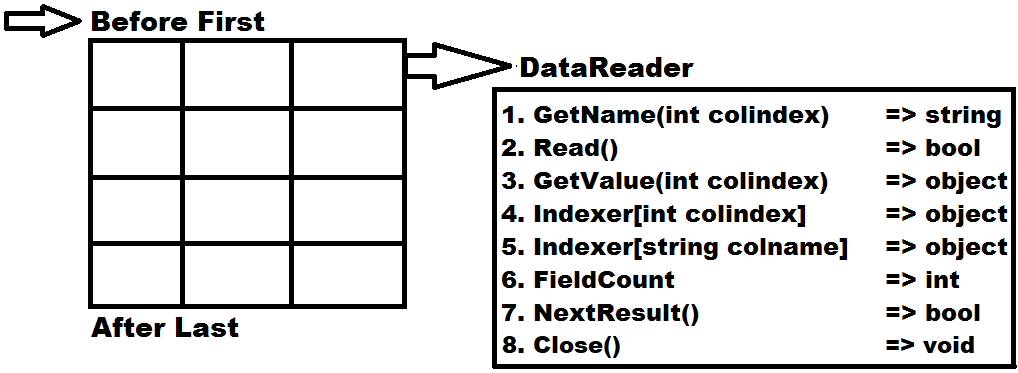 Before First
DataReader
1. GetName(int colindex) => string
2. Read() => bool
3. GetValue(int colindex) => object
4. Indexer[int colindex] => object
5. Indexer[string colname] => object
6. FieldCount => int
7. NextResult() => bool
8. Close() => void
After Last